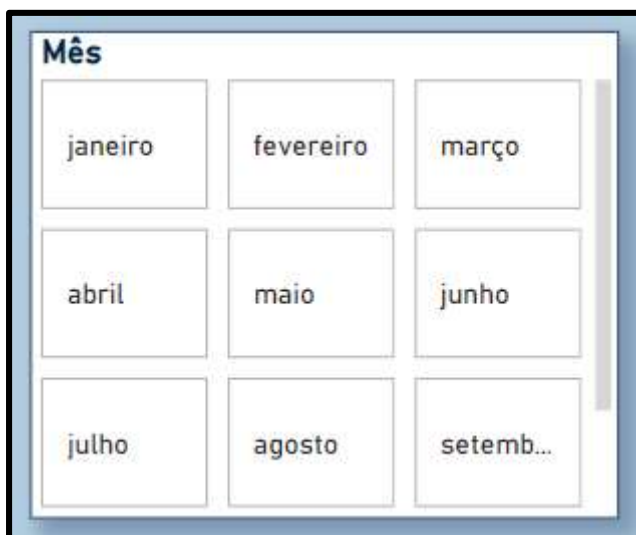 Mês
janeiro fevereiro março
abril maio junho
julho agosto setemb...